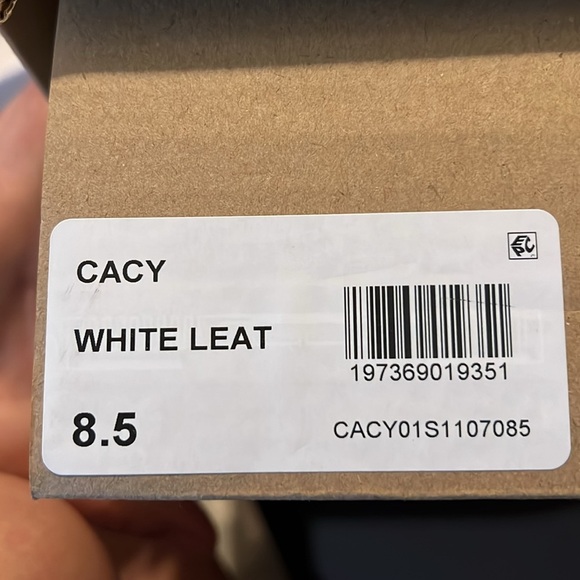 CACY
WHITE LEAT
8.5
197369019351
CACY01S1107085